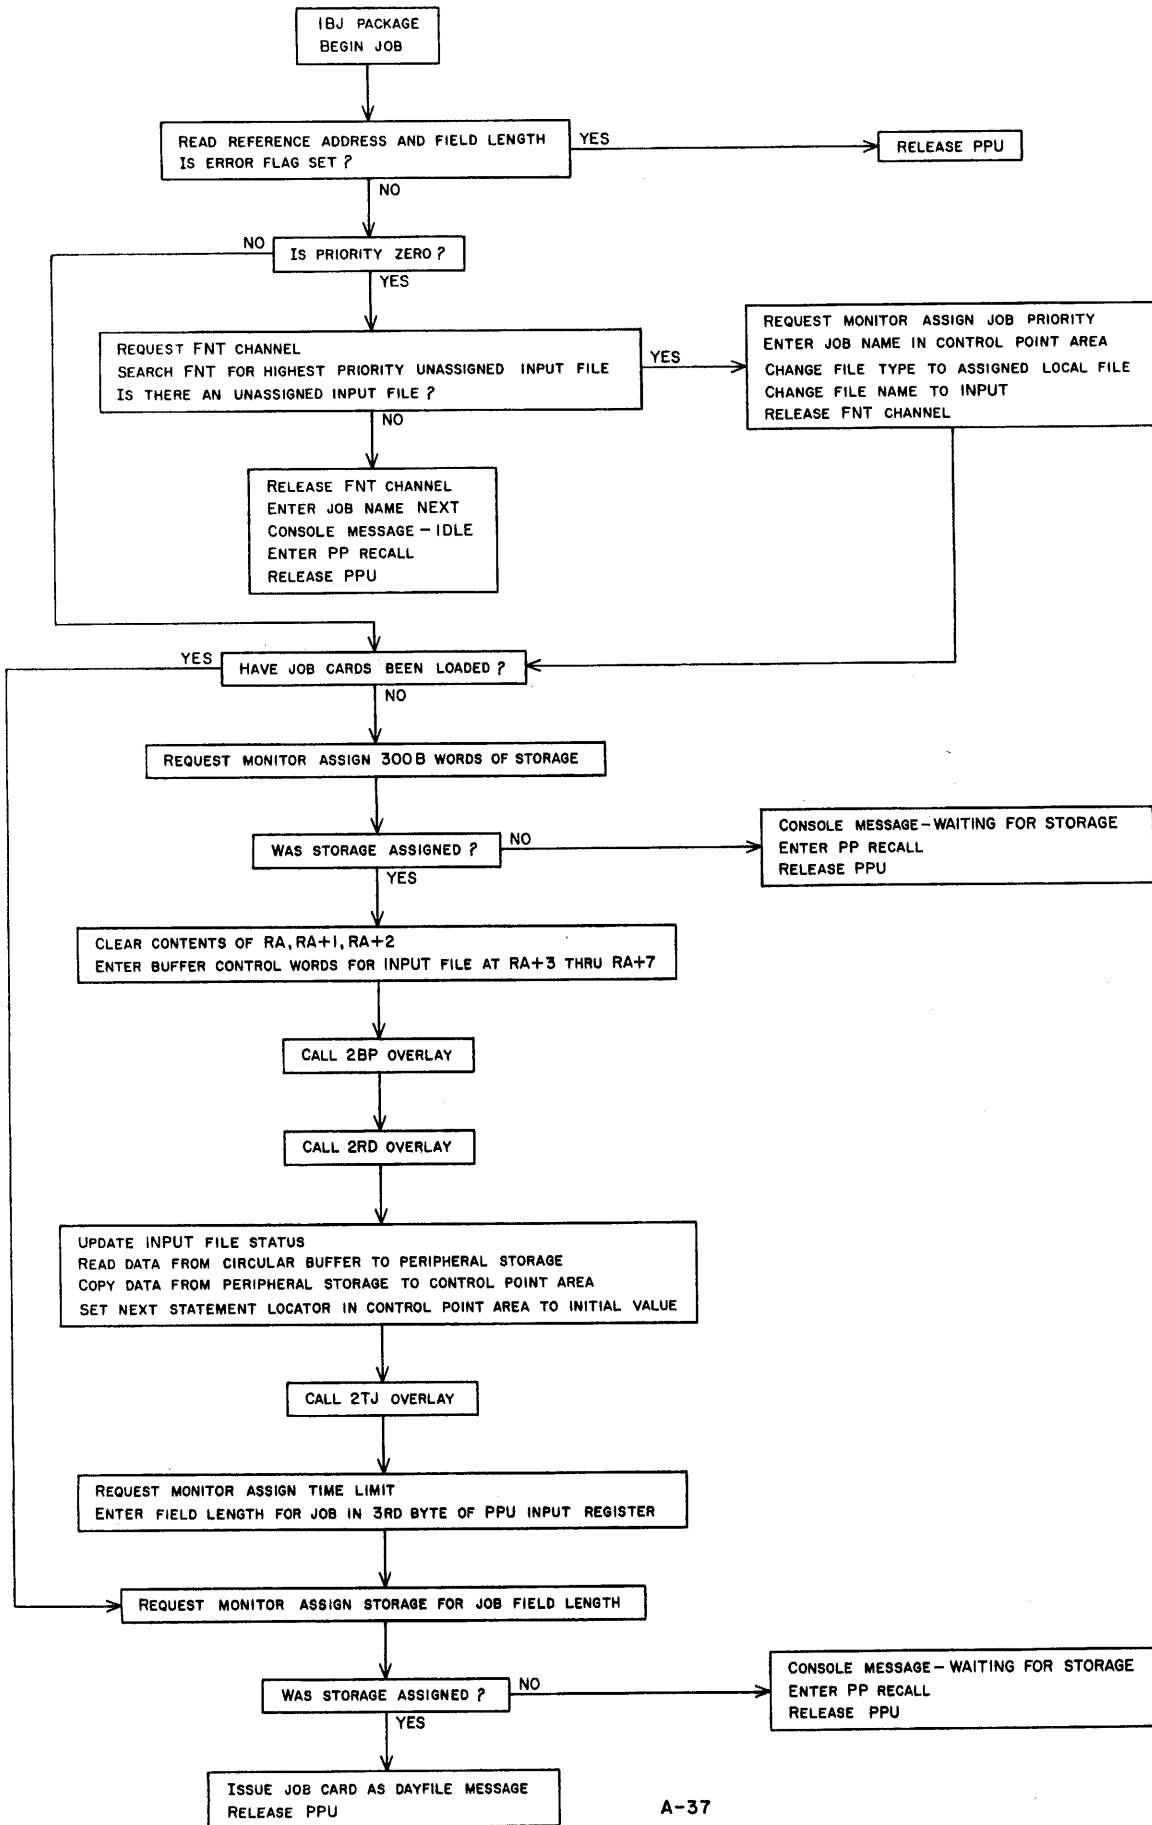 1BJ PACKAGE
BEGIN JOB
READ REFERENCE ADDRESS AND FIELD LENGTH
IS ERROR FLAG SET?
YES
RELEASE PPU
NO
NO
IS PRIORITY ZERO?
YES
REQUEST FNT CHANNEL
SEARCH FNT FOR HIGHEST PRIORITY UNASSIGNED INPUT FILE
IS THERE AN UNASSIGNED INPUT FILE?
YES
REQUEST MONITOR ASSIGN JOB PRIORITY
ENTER JOB NAME IN CONTROL POINT AREA
CHANGE FILE TYPE TO ASSIGNED LOCAL FILE
CHANGE FILE NAME TO INPUT
RELEASE FNT CHANNEL
NO
RELEASE FNT CHANNEL
ENTER JOB NAME NEXT
CONSOLE MESSAGE - IDLE
ENTER PP RECALL
RELEASE PPU
YES
HAVE JOB CARDS BEEN LOADED?
NO
REQUEST MONITOR ASSIGN 300B WORDS OF STORAGE
WAS STORAGE ASSIGNED?
NO
CONSOLE MESSAGE - WAITING FOR STORAGE
ENTER PP RECALL
RELEASE PPU
YES
CLEAR CONTENTS OF RA, RA+1, RA+2
ENTER BUFFER CONTROL WORDS FOR INPUT FILE AT RA+3 THRU RA+7
CALL 2BP OVERLAY
CALL 2RD OVERLAY
UPDATE INPUT FILE STATUS
READ DATA FROM CIRCULAR BUFFER TO PERIPHERAL STORAGE
COPY DATA FROM PERIPHERAL STORAGE TO CONTROL POINT AREA
SET NEXT STATEMENT LOCATOR IN CONTROL POINT AREA TO INITIAL VALUE
CALL 2TJ OVERLAY
REQUEST MONITOR ASSIGN TIME LIMIT
ENTER FIELD LENGTH FOR JOB IN 3RD BYTE OF PPU INPUT REGISTER
REQUEST MONITOR ASSIGN STORAGE FOR JOB FIELD LENGTH
WAS STORAGE ASSIGNED?
NO
CONSOLE MESSAGE - WAITING FOR STORAGE
ENTER PP RECALL
RELEASE PPU
YES
ISSUE JOB CARD AS DAYFILE MESSAGE
RELEASE PPU
A-37